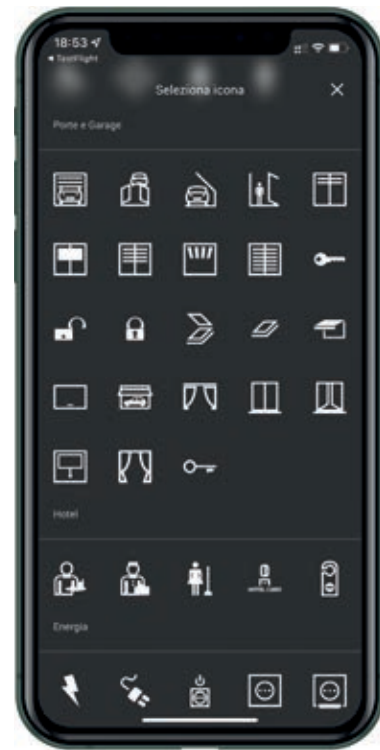 18:53
TestFlight
Seleziona icona
Porte e Garage
Hotel
Energia